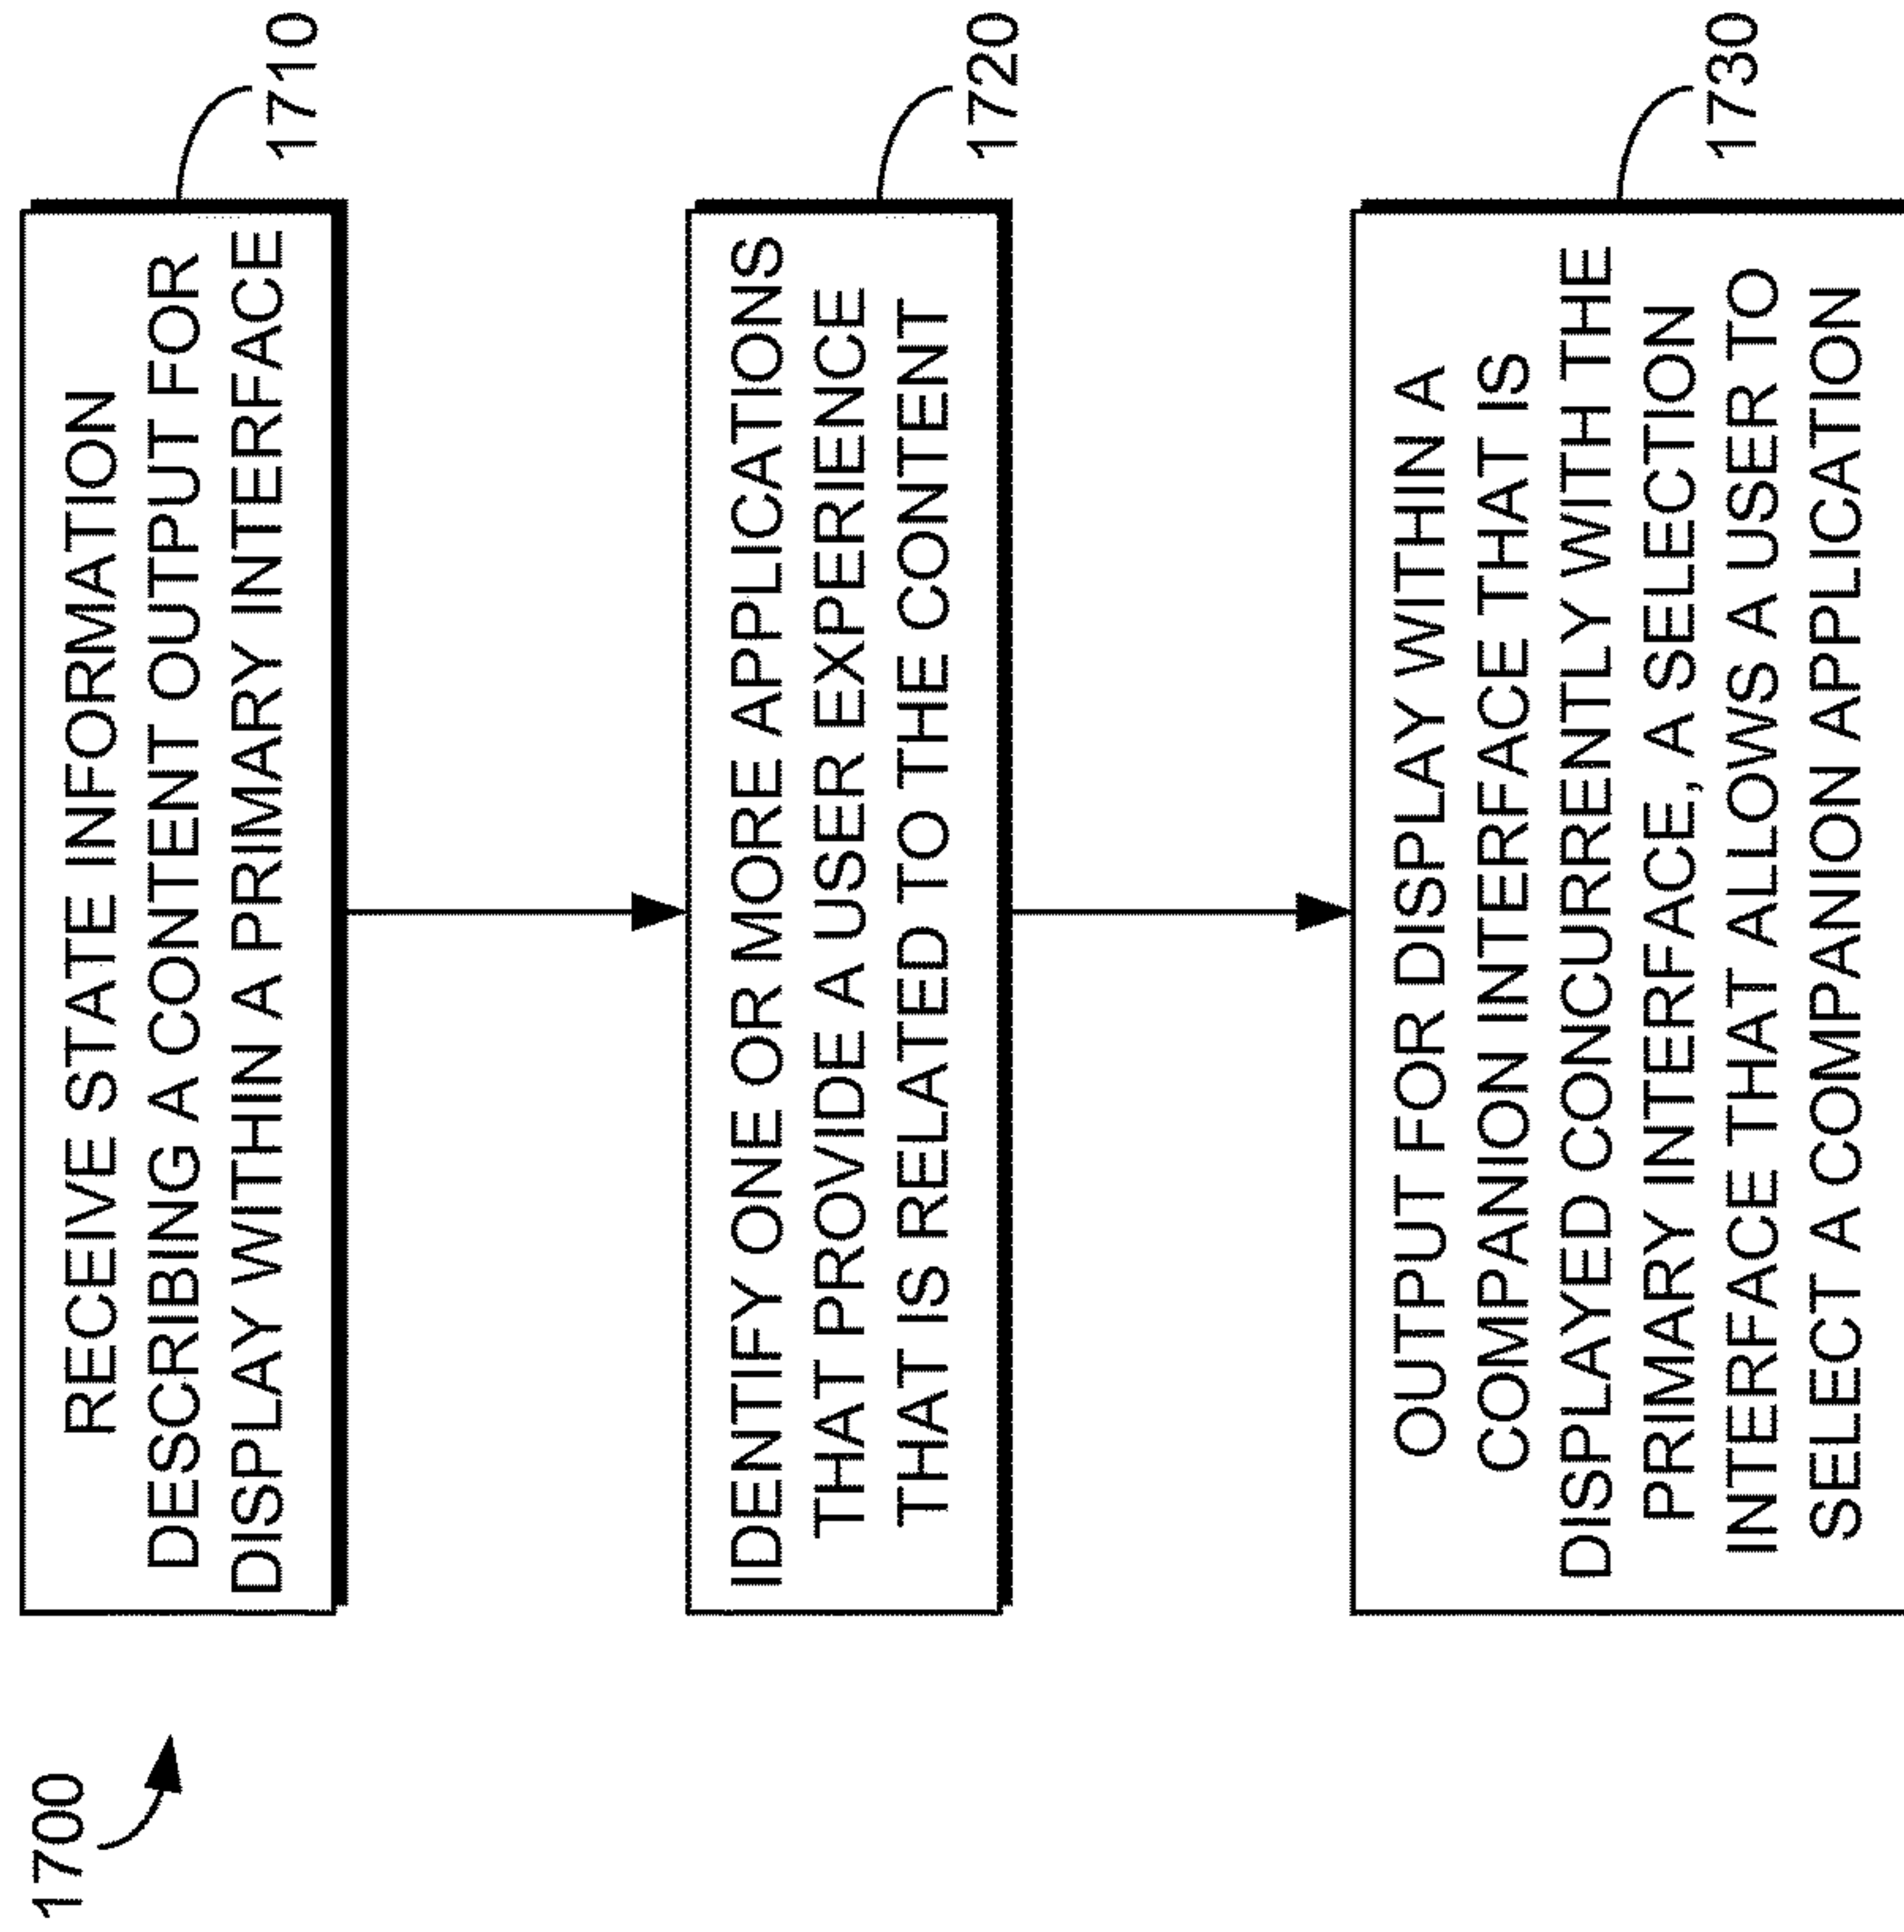 1700
RECEIVE STATE INFORMATION
DESCRIBING A CONTENT OUTPUT FOR
DISPLAY WITHIN A PRIMARY INTERFACE
1710
IDENTIFY ONE OR MORE APPLICATIONS
THAT PROVIDE A USER EXPERIENCE
THAT IS RELATED TO THE CONTENT
1720
OUTPUT FOR DISPLAY WITHIN A
COMPANION INTERFACE THAT IS
DISPLAYED CONCURRENTLY WITH THE
PRIMARY INTERFACE, A SELECTION
INTERFACE THAT ALLOWS A USER TO
SELECT A COMPANION APPLICATION
1730